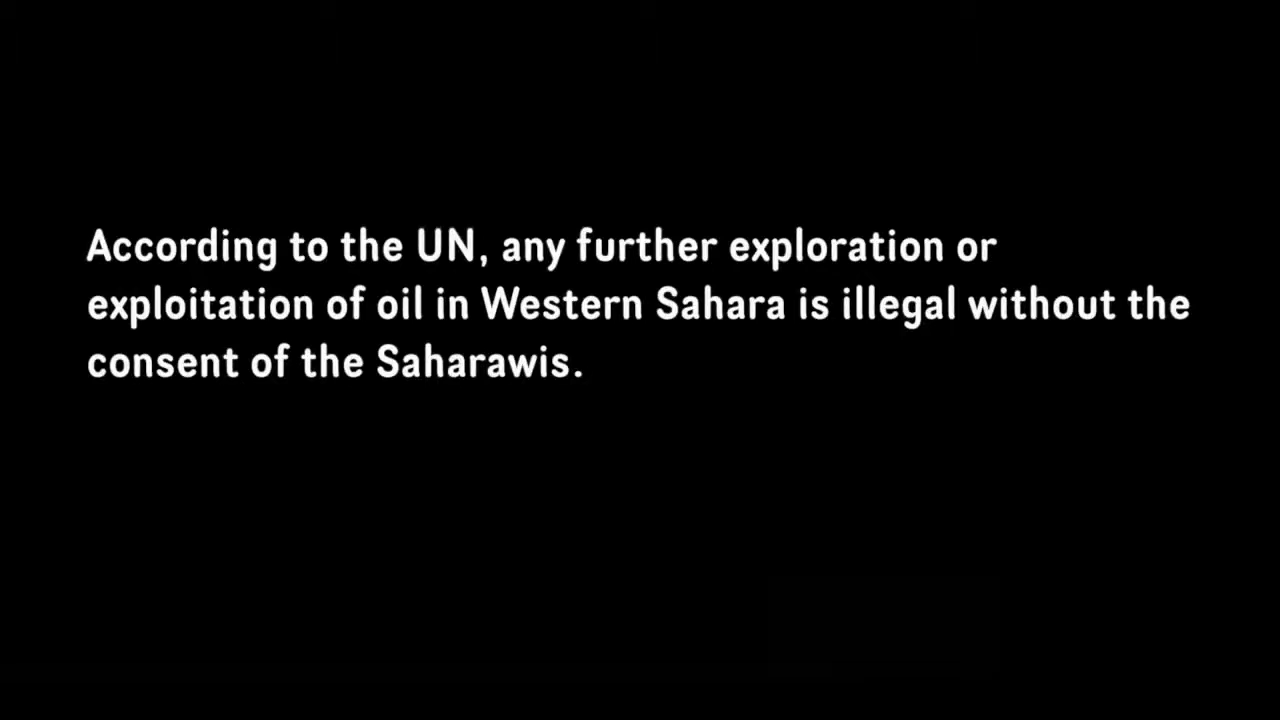 According to the UN, any further exploration or
exploitation of oil in Western Sahara is illegal without the
consent of the Saharawis.